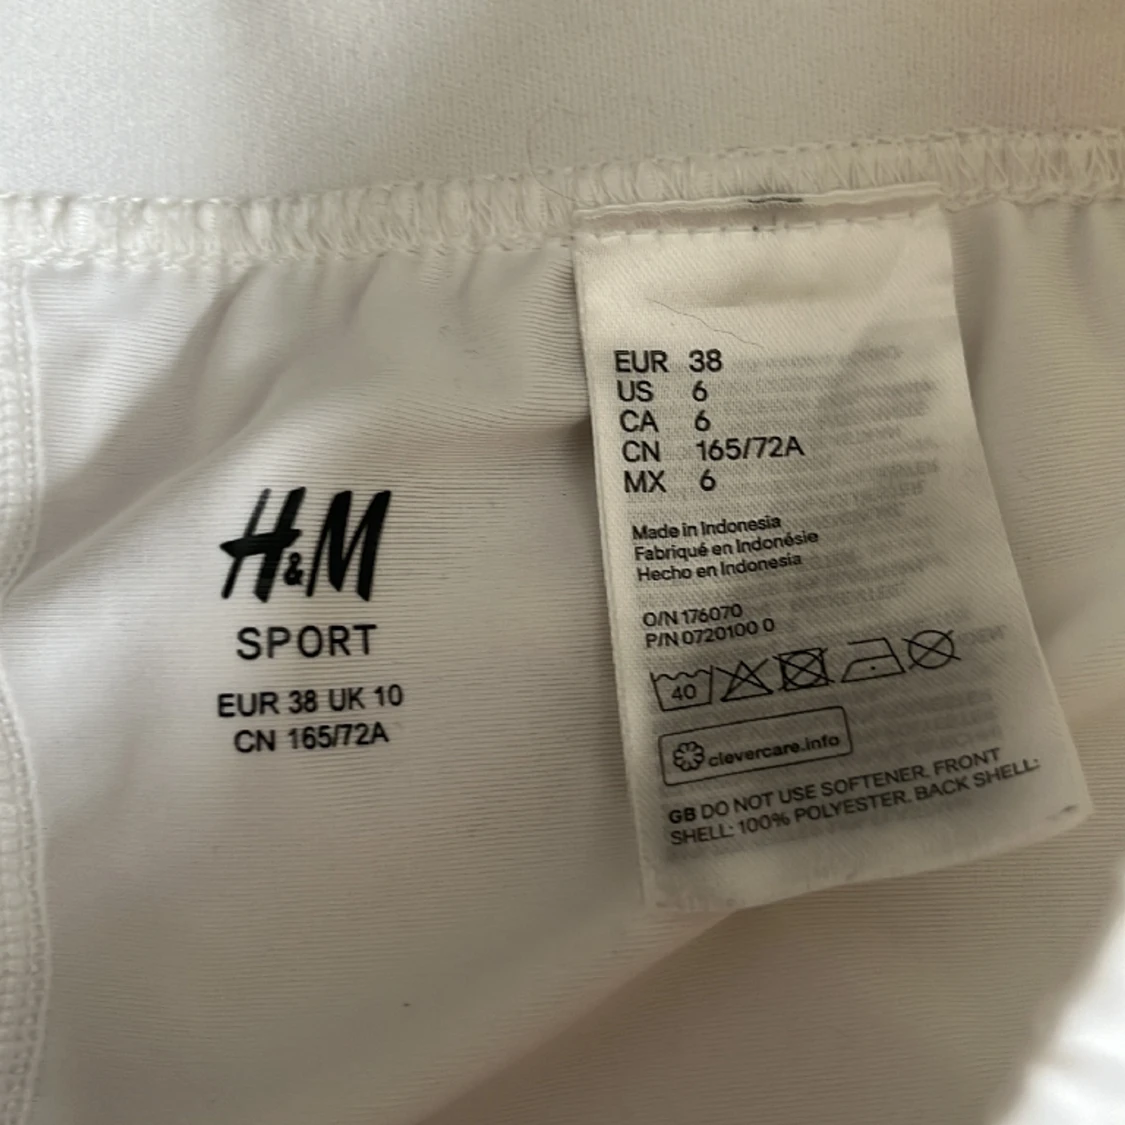 H&M
SPORT
EUR 38 UK 10
CN 165/72A
EUR 38
US 6
CA 6
CN 165/72A
MX 6
Made in Indonesia
Fabriqué en Indonésie
Hecho en Indonesia
O/N 176070
P/N 0720100 0
40
clevercare.info
GB DO NOT USE SOFTENER. FRONT
SHELL: 100% POLYESTER. BACK SHELL: